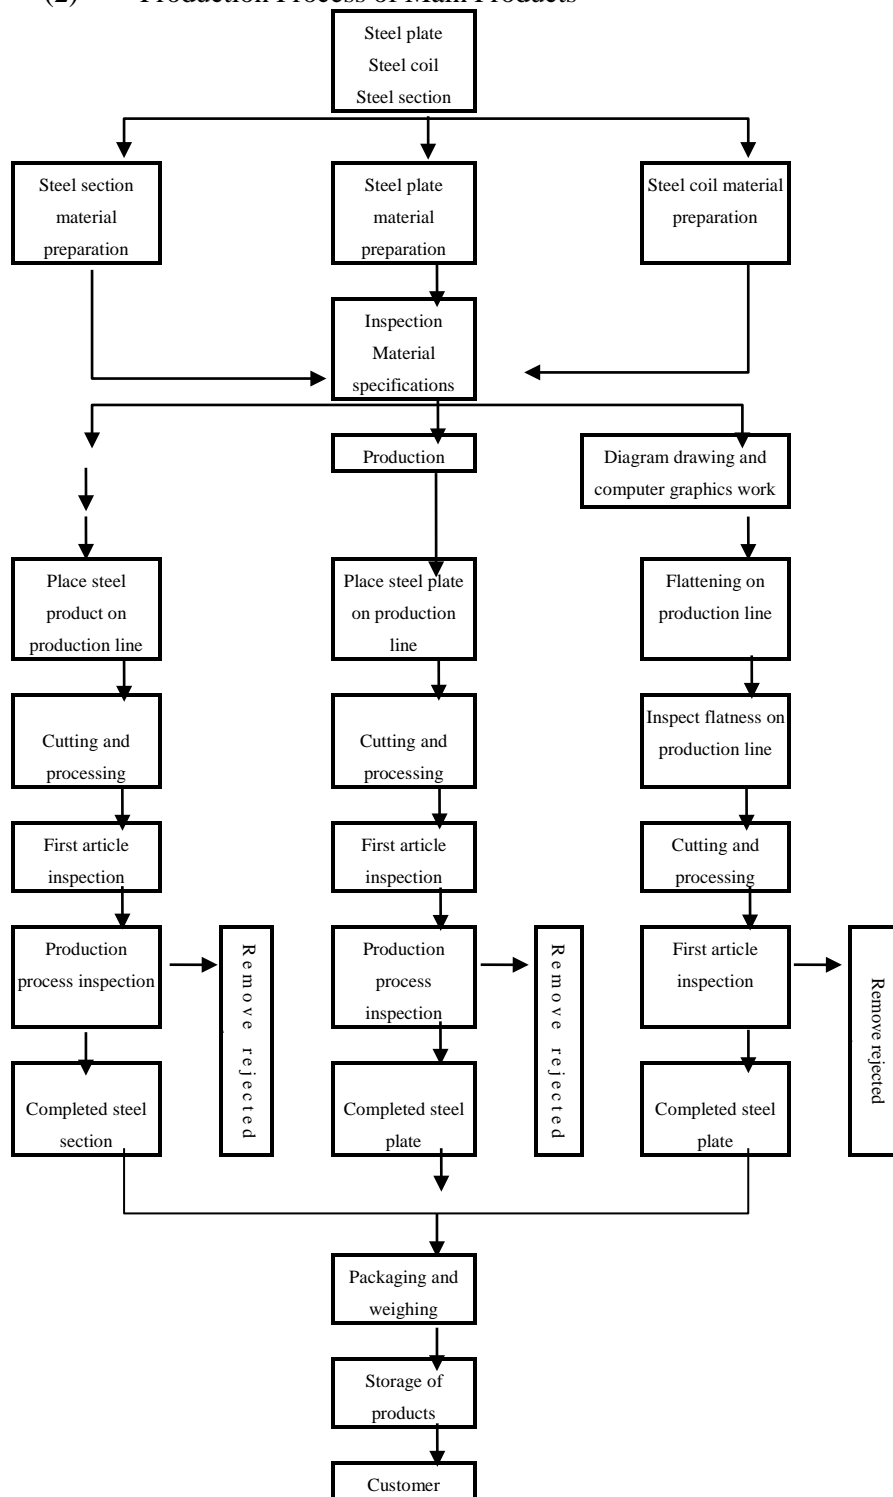 (2) Production Process of Main Products
Steel plate
Steel coil
Steel section
Steel section
material
preparation
Steel plate
material
preparation
Steel coil material
preparation
Inspection
Material
specifications
Production
Diagram drawing and
computer graphics work
Place steel
product on
production line
Place steel plate
on production
line
Flattening on
production line
Cutting and
processing
Cutting and
processing
Inspect flatness on
production line
First article
inspection
First article
inspection
Cutting and
processing
Production
process inspection
Remove rejected
Production
process
inspection
Remove rejected
First article
inspection
Remove rejected
Completed steel
section
Completed steel
plate
Completed steel
plate
Packaging and
weighing
Storage of
products
Customer